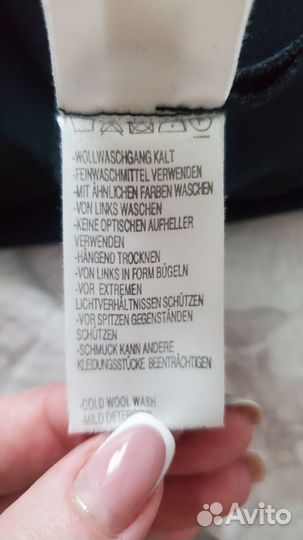 -WOLLWASCHGANG KALT
-FEINWASCHMITTEL VERWENDEN
-MIT ÄHNLICHEN FARBEN WASCHEN
-VON LINKS WASCHEN
-KEINE OPTISCHEN AUFHELLER
VERWENDEN
-HÄNGEND TROCKNEN
-VON LINKS IN FORM BÜGELN
-VOR EXTREMEN
LICHTVERHÄLTNISSEN SCHÜTZEN
-VOR SPITZEN GEGENSTÄNDEN
SCHÜTZEN
-SCHMUCK KANN ANDERE
KLEIDUNGSSTÜCKE BEEINTRÄCHTIGEN
-COLD WOOL WASH
-MILD
Avito